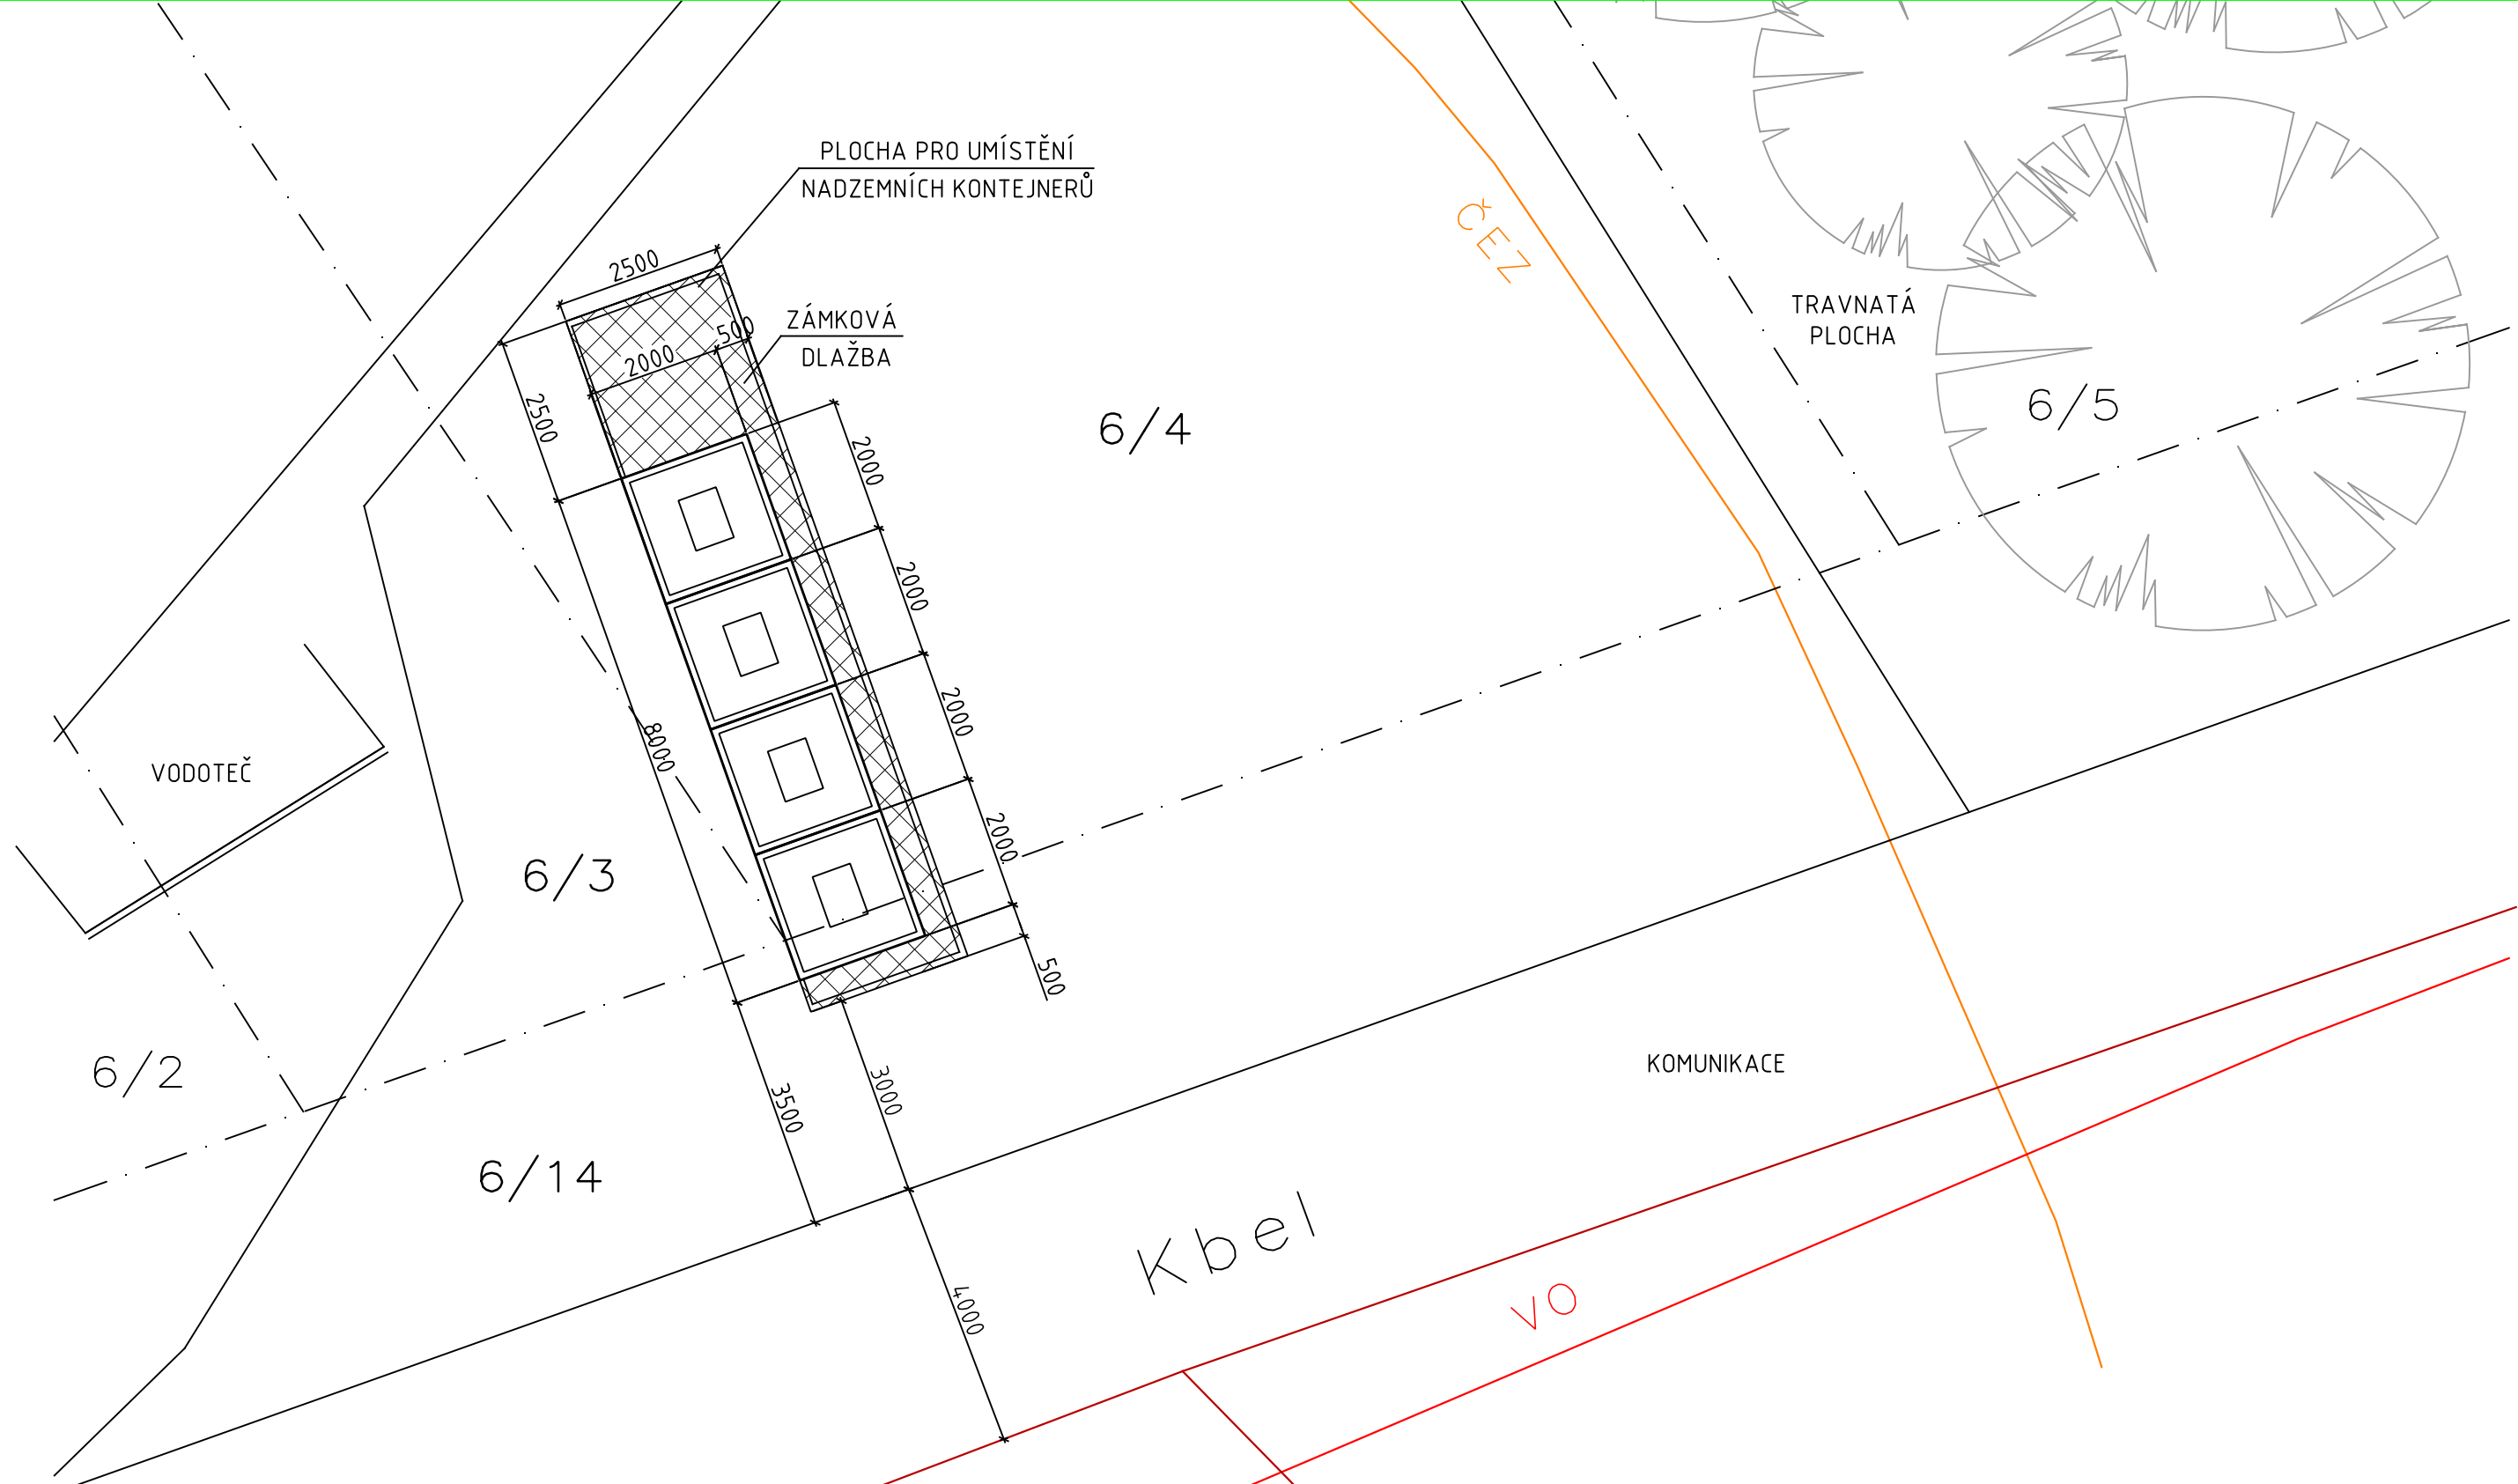 PLOCHA PRO UMÍSTĚNÍ
NADZEMNÍCH KONTEJNERŮ
2500
ZÁMKOVÁ
DLAŽBA
500
2000
2500
ČEZ
TRAVNATÁ
PLOCHA
6/5
6/4
2000
2000
2000
2000
500
8000
VODOTEČ
6/3
6/2
3500
3000
KOMUNIKACE
6/14
Kbel
4000
VO